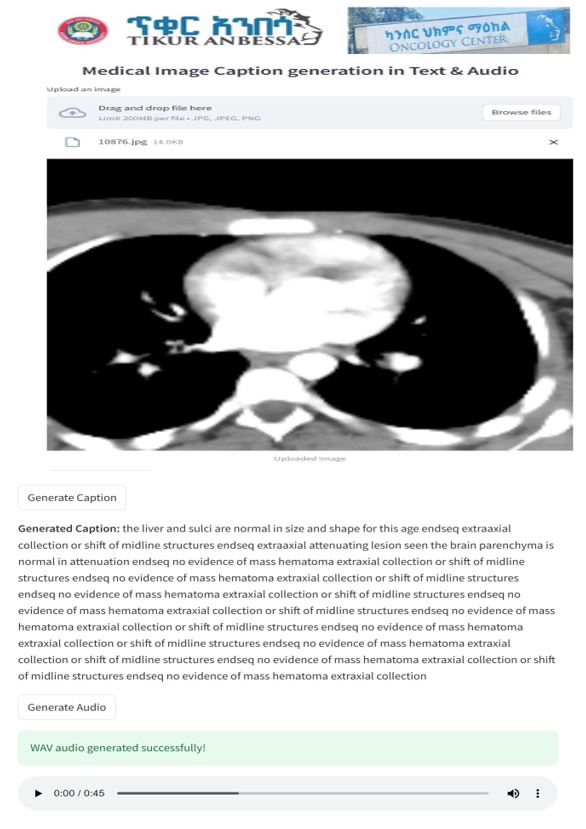 ጥቁር አንበሳ
TIKUR ANBESSA
ካንሰር ህክምና ማዕከል
ONCOLOGY CENTER
Medical Image Caption generation in Text & Audio
Upload an image
Drag and drop file here
Limit 200MB per file • JPG, JPEG, PNG
Browse files
10876.jpg 14.0KB
Uploaded Image
Generate Caption
Generated Caption: the liver and sulci are normal in size and shape for this age endseq extraaxial
collection or shift of midline structures endseq extraaxial attenuating lesion seen the brain parenchyma is
normal in attenuation endseq no evidence of mass hematoma extraxial collection or shift of midline
structures endseq no evidence of mass hematoma extraxial collection or shift of midline structures
endseq no evidence of mass hematoma extraxial collection or shift of midline structures endseq no
evidence of mass hematoma extraxial collection or shift of midline structures endseq no evidence of mass
hematoma extraxial collection or shift of midline structures endseq no evidence of mass hematoma
extraxial collection or shift of midline structures endseq no evidence of mass hematoma extraxial
collection or shift of midline structures endseq no evidence of mass hematoma extraxial collection or shift
of midline structures endseq no evidence of mass hematoma extraxial collection
Generate Audio
WAV audio generated successfully!
0:00 / 0:45